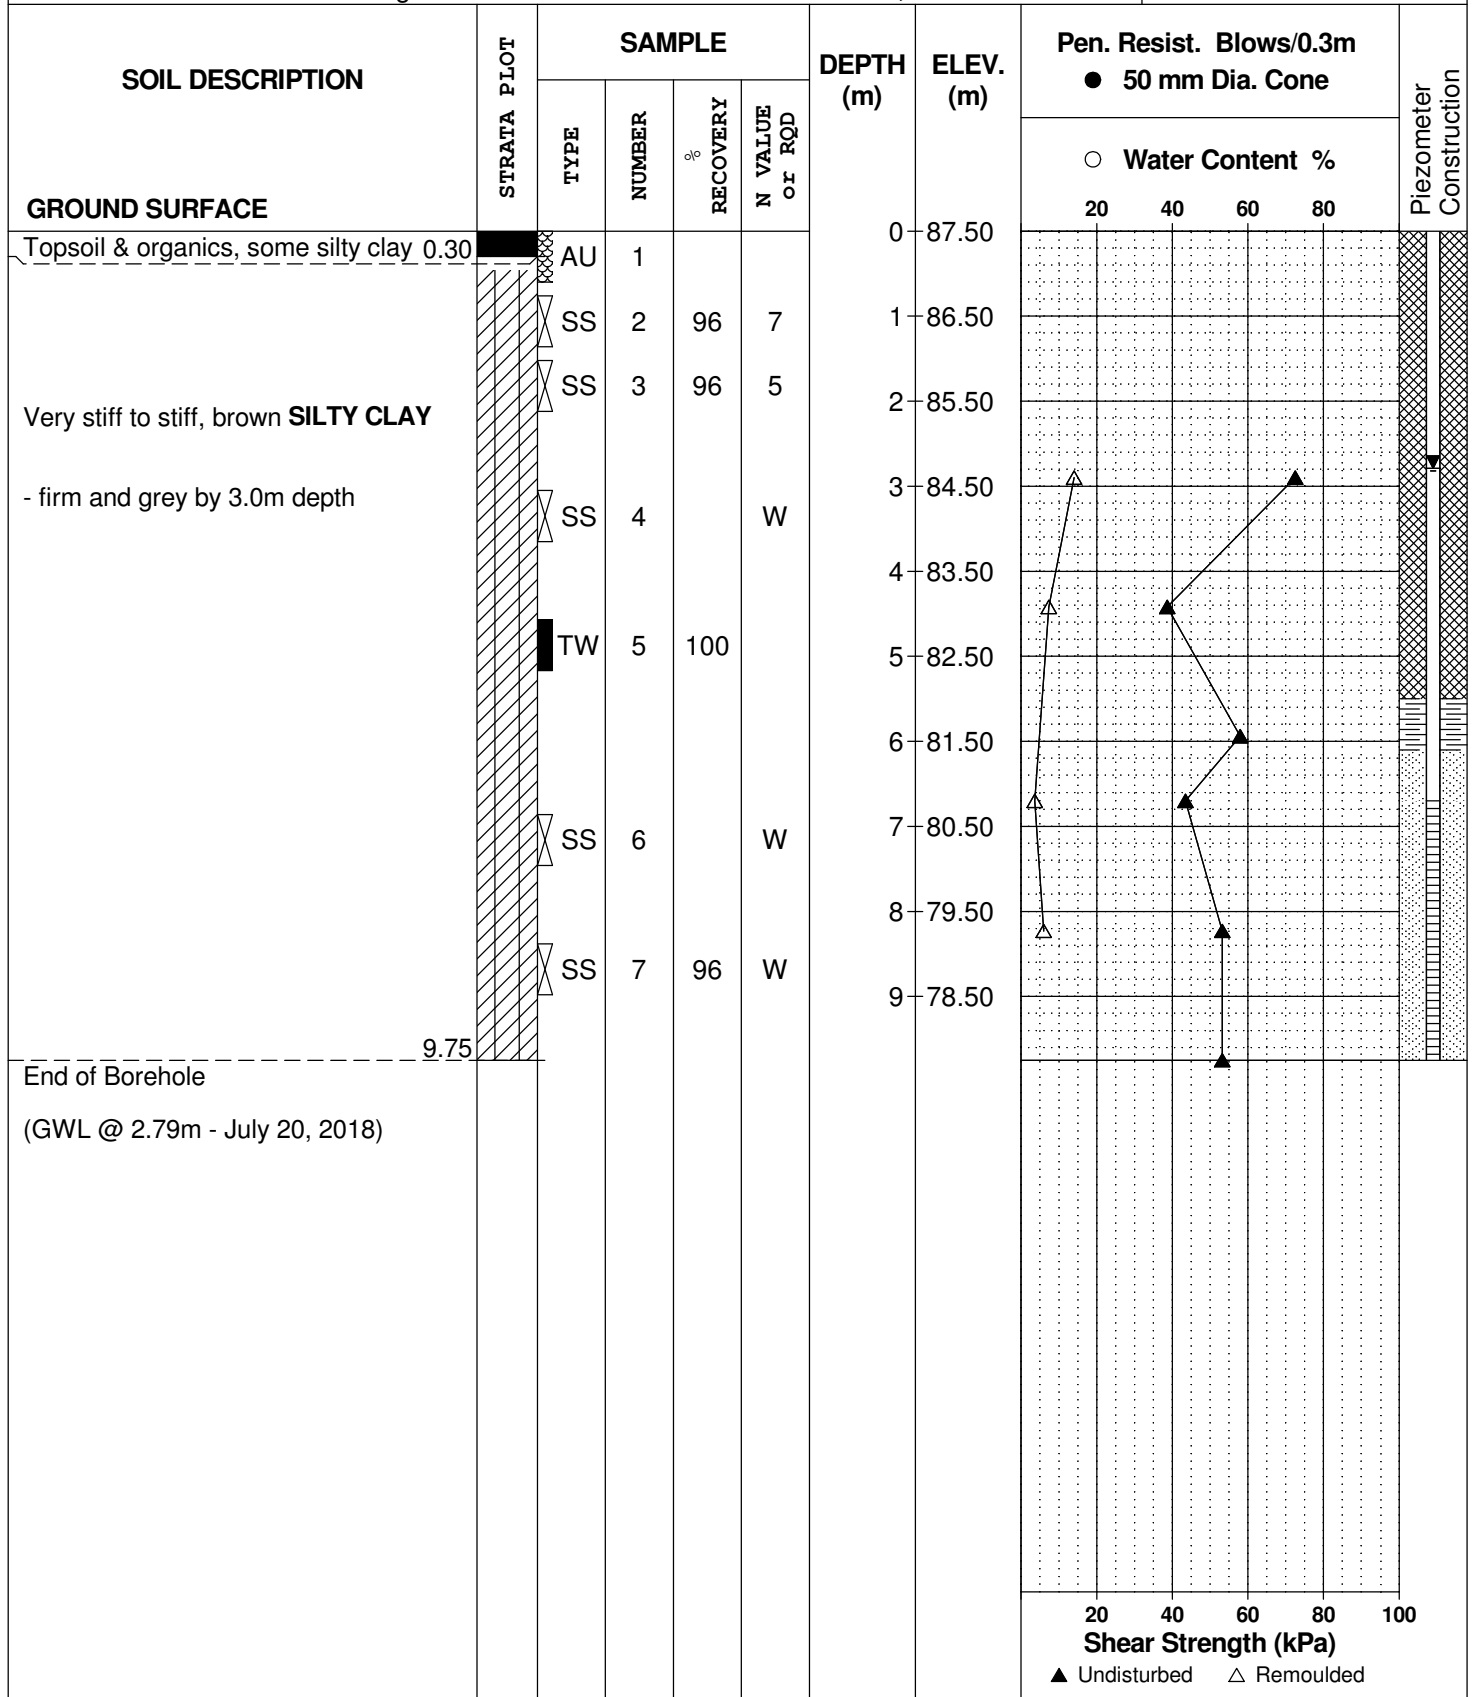 SOIL DESCRIPTION
GROUND SURFACE
STRATA PLOT
SAMPLE
TYPE
NUMBER
% RECOVERY
N VALUE or RQD
DEPTH (m)
ELEV. (m)
Pen. Resist. Blows/0.3m
● 50 mm Dia. Cone
○ Water Content %
20 40 60 80
Piezometer Construction
Topsoil & organics, some silty clay 0.30
AU 1
0 87.50
SS 2 96 7
1 86.50
SS 3 96 5
2 85.50
Very stiff to stiff, brown SILTY CLAY
- firm and grey by 3.0m depth
3 84.50
SS 4 W
4 83.50
TW 5 100
5 82.50
6 81.50
SS 6 W
7 80.50
8 79.50
SS 7 96 W
9 78.50
9.75
End of Borehole
(GWL @ 2.79m - July 20, 2018)
20 40 60 80 100
Shear Strength (kPa)
▲ Undisturbed △ Remoulded